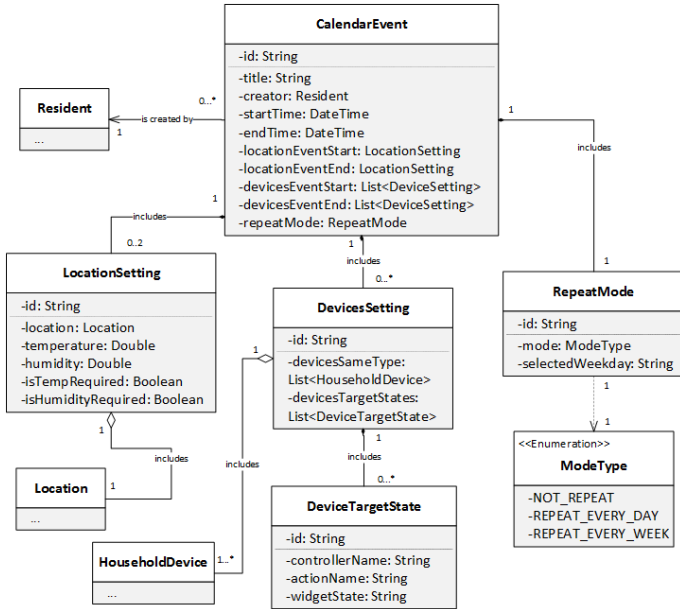 CalendarEvent
-id: String
-title: String
-creator: Resident
-startTime: DateTime
-endTime: DateTime
-locationEventStart: LocationSetting
-locationEventEnd: LocationSetting
-devicesEventStart: List<DeviceSetting>
-devicesEventEnd: List<DeviceSetting>
-repeatMode: RepeatMode
Resident
...
0...*
is created by
1
1
includes
1
1
includes
0..2
1
includes
0...*
LocationSetting
-id: String
-location: Location
-temperature: Double
-humidity: Double
-isTempRequired: Boolean
-isHumidityRequired: Boolean
DevicesSetting
-id: String
-devicesSameType:
List<HouseholdDevice>
-devicesTargetStates:
List<DeviceTargetState>
RepeatMode
-id: String
-mode: ModeType
-selectedWeekday: String
1
1
<<Enumeration>>
ModeType
-NOT_REPEAT
-REPEAT_EVERY_DAY
-REPEAT_EVERY_WEEK
1
includes
1
Location
...
1
includes
1...*
1
includes
0...*
DeviceTargetState
-id: String
-controllerName: String
-actionName: String
-widgetState: String
HouseholdDevice
...